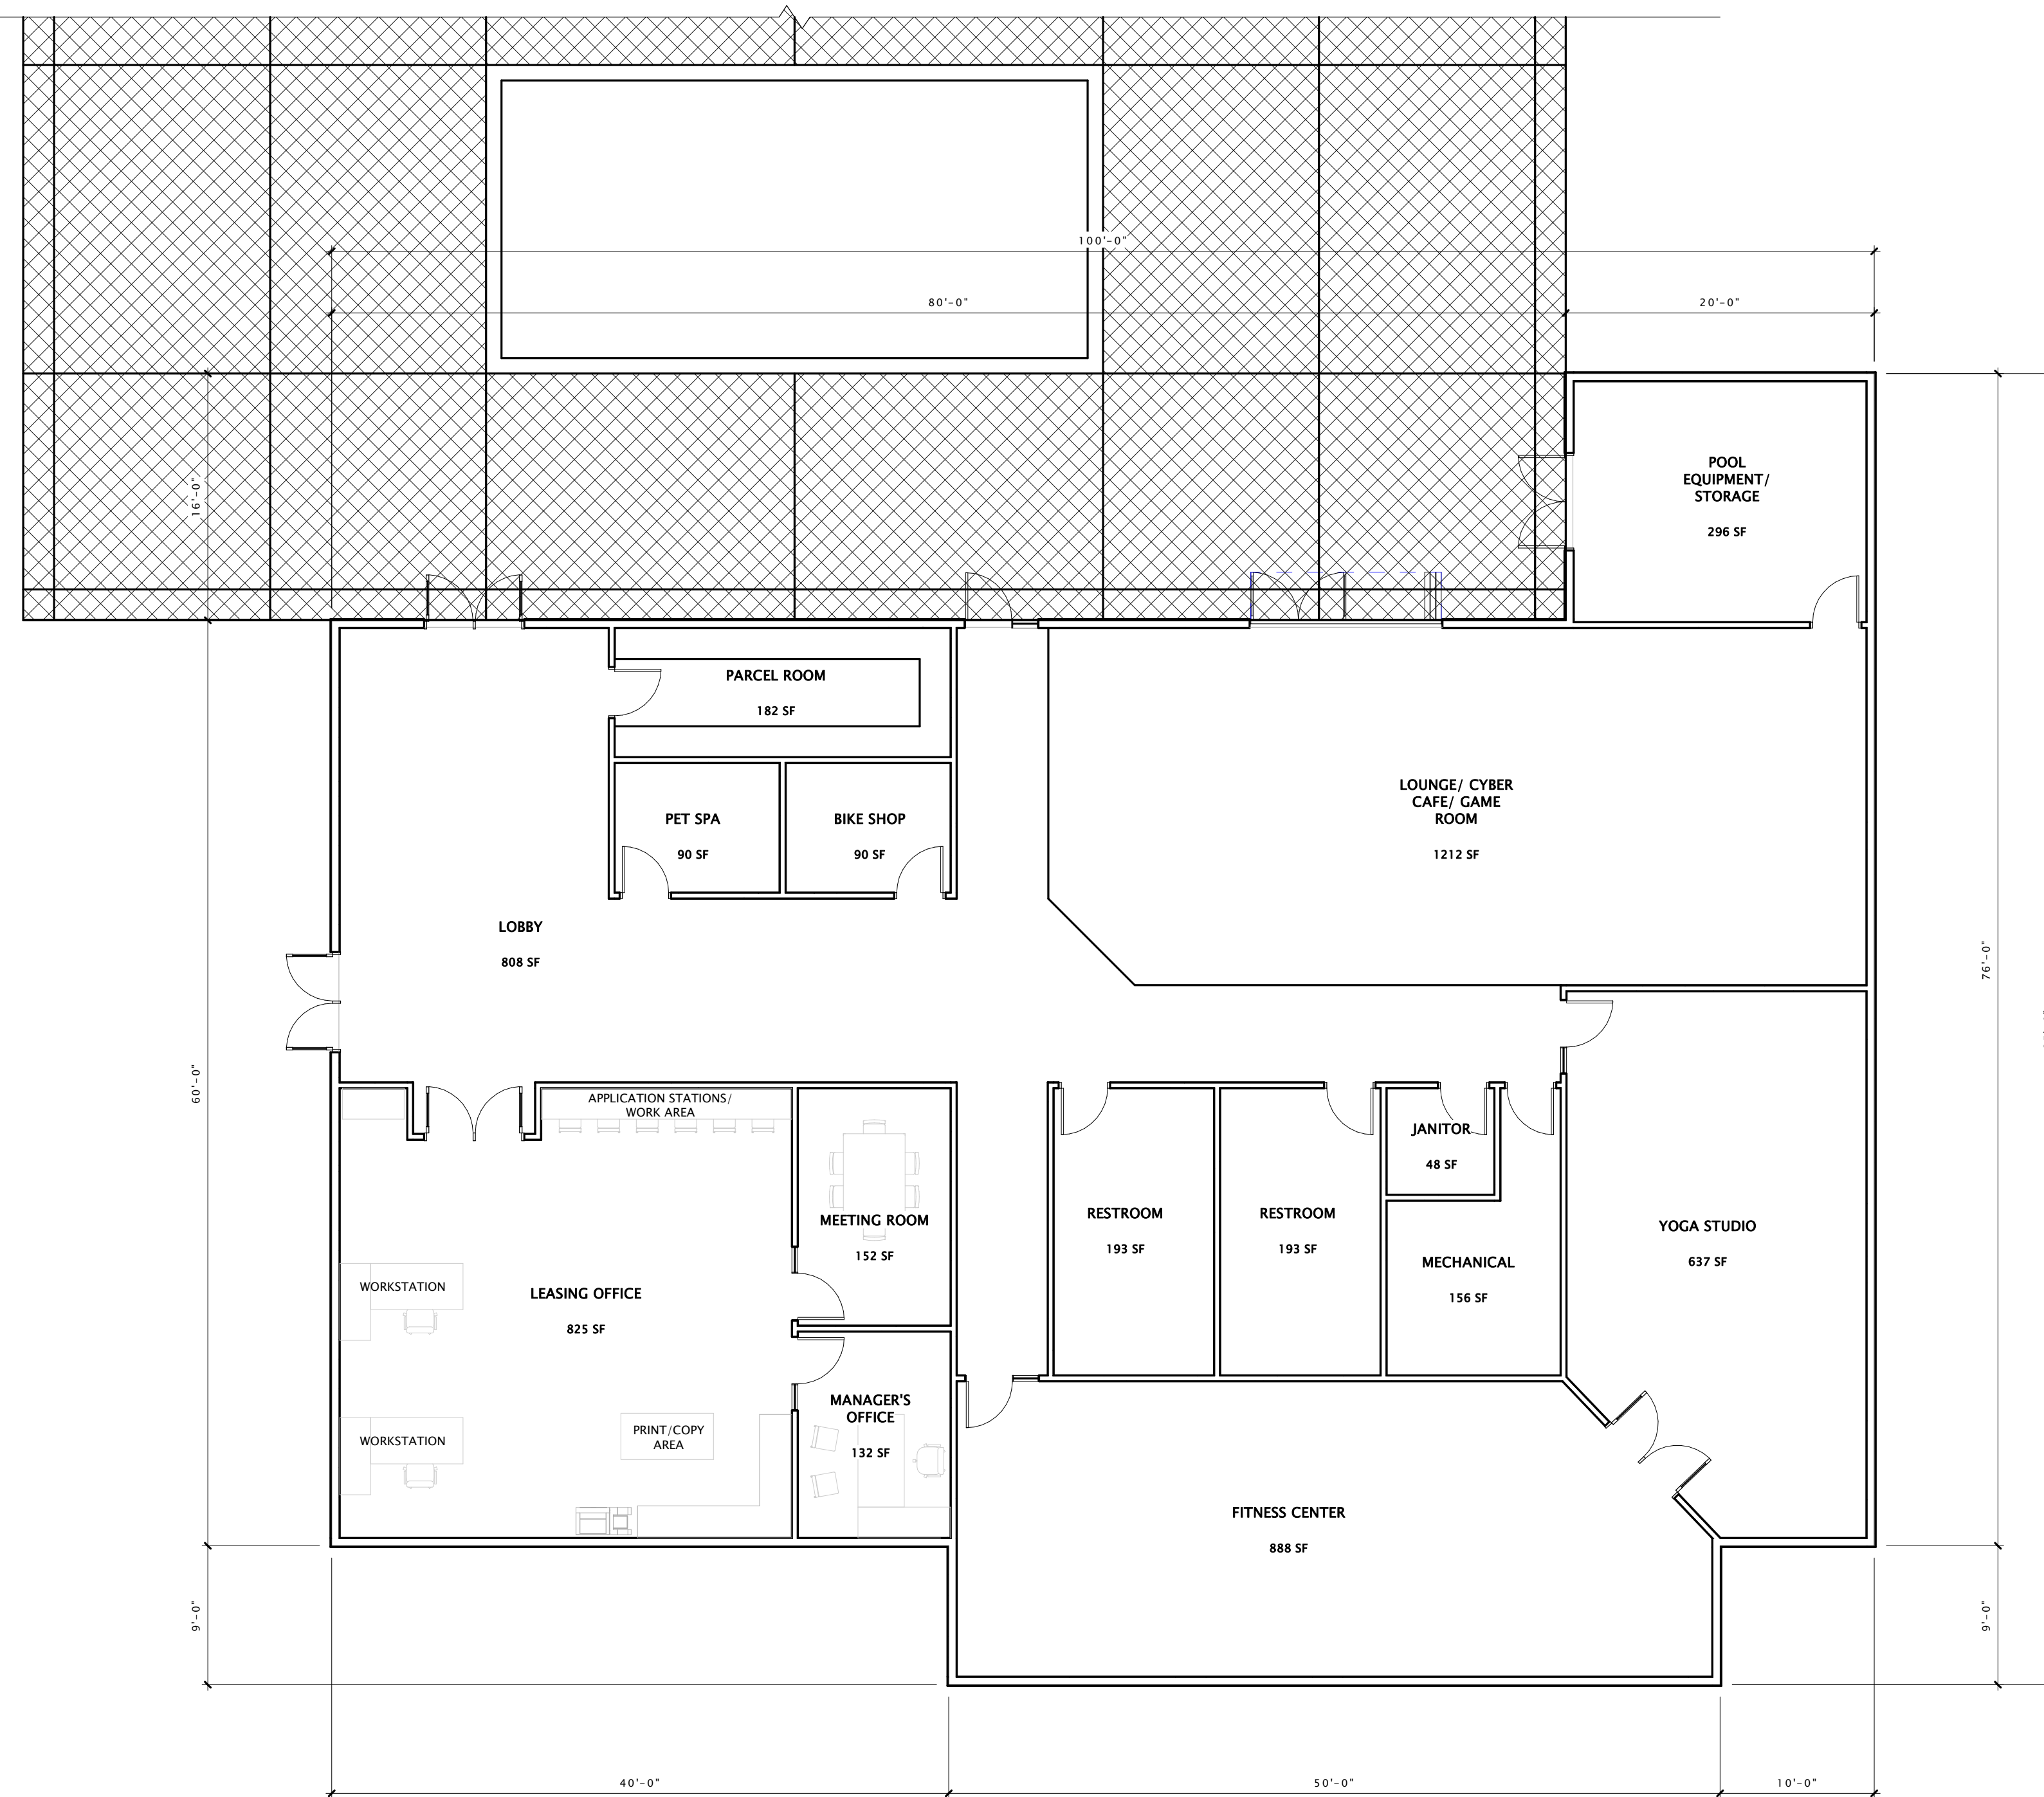 100'-0"
80'-0"
20'-0"
POOL
EQUIPMENT/
STORAGE
296 SF
16'-0"
PARCEL ROOM
182 SF
LOUNGE/ CYBER
CAFE/ GAME
ROOM
1212 SF
PET SPA
90 SF
BIKE SHOP
90 SF
LOBBY
808 SF
76'-0"
60'-0"
APPLICATION STATIONS/
WORK AREA
JANITOR
48 SF
MEETING ROOM
152 SF
RESTROOM
193 SF
RESTROOM
193 SF
YOGA STUDIO
637 SF
MECHANICAL
156 SF
WORKSTATION
LEASING OFFICE
825 SF
MANAGER'S
OFFICE
132 SF
WORKSTATION
PRINT/COPY
AREA
FITNESS CENTER
888 SF
9'-0"
9'-0"
40'-0"
50'-0"
10'-0"